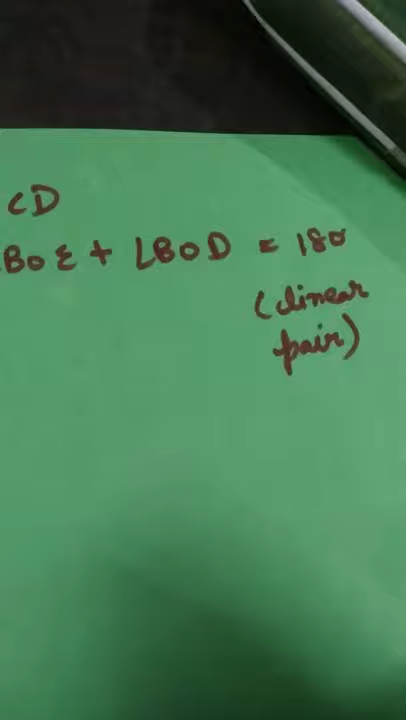 CD
BOE + ∠BOD = 180
(linear
pair)